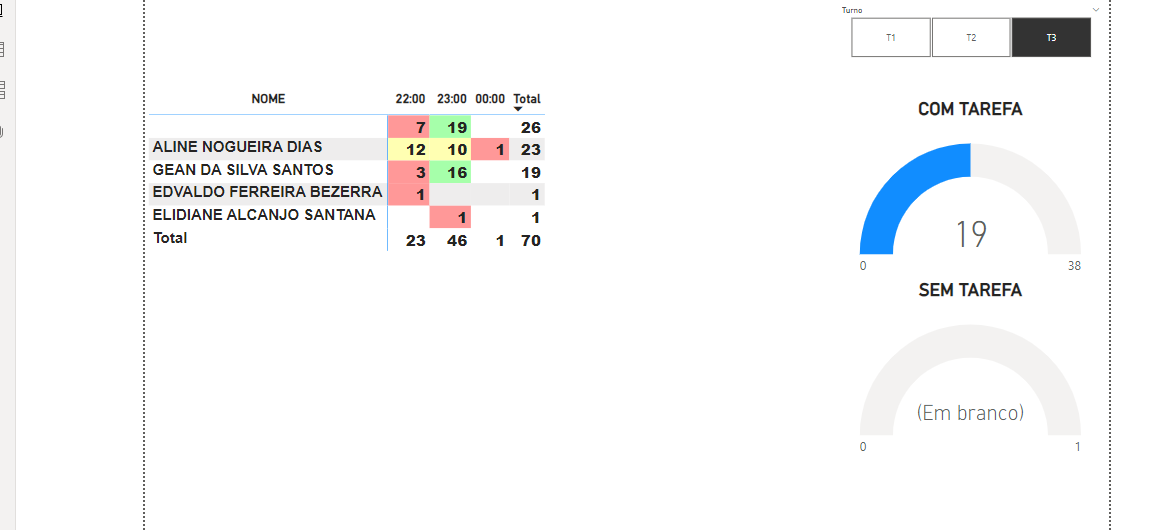 Turno
T1 T2 T3
NOME 22:00 23:00 00:00 Total
7 19 26
ALINE NOGUEIRA DIAS 12 10 1 23
GEAN DA SILVA SANTOS 3 16 19
EDVALDO FERREIRA BEZERRA 1 1
ELIDIANE ALCANJO SANTANA 1 1
Total 23 46 1 70
COM TAREFA
19
0 38
SEM TAREFA
(Em branco)
0 1